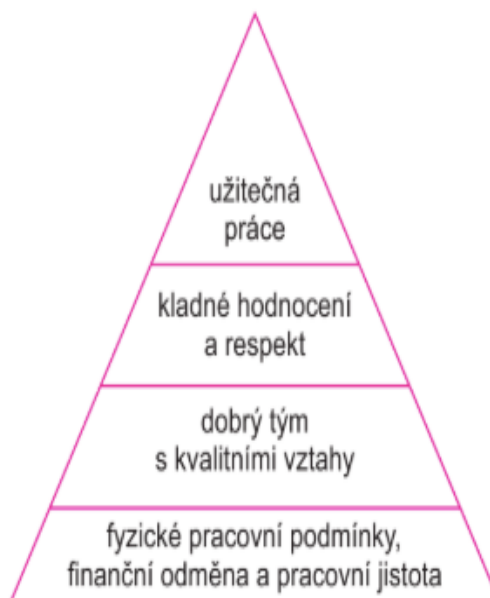 užitečná
práce
kladné hodnocení
a respekt
dobrý tým
s kvalitními vztahy
fyzické pracovní podmínky,
finanční odměna a pracovní jistota